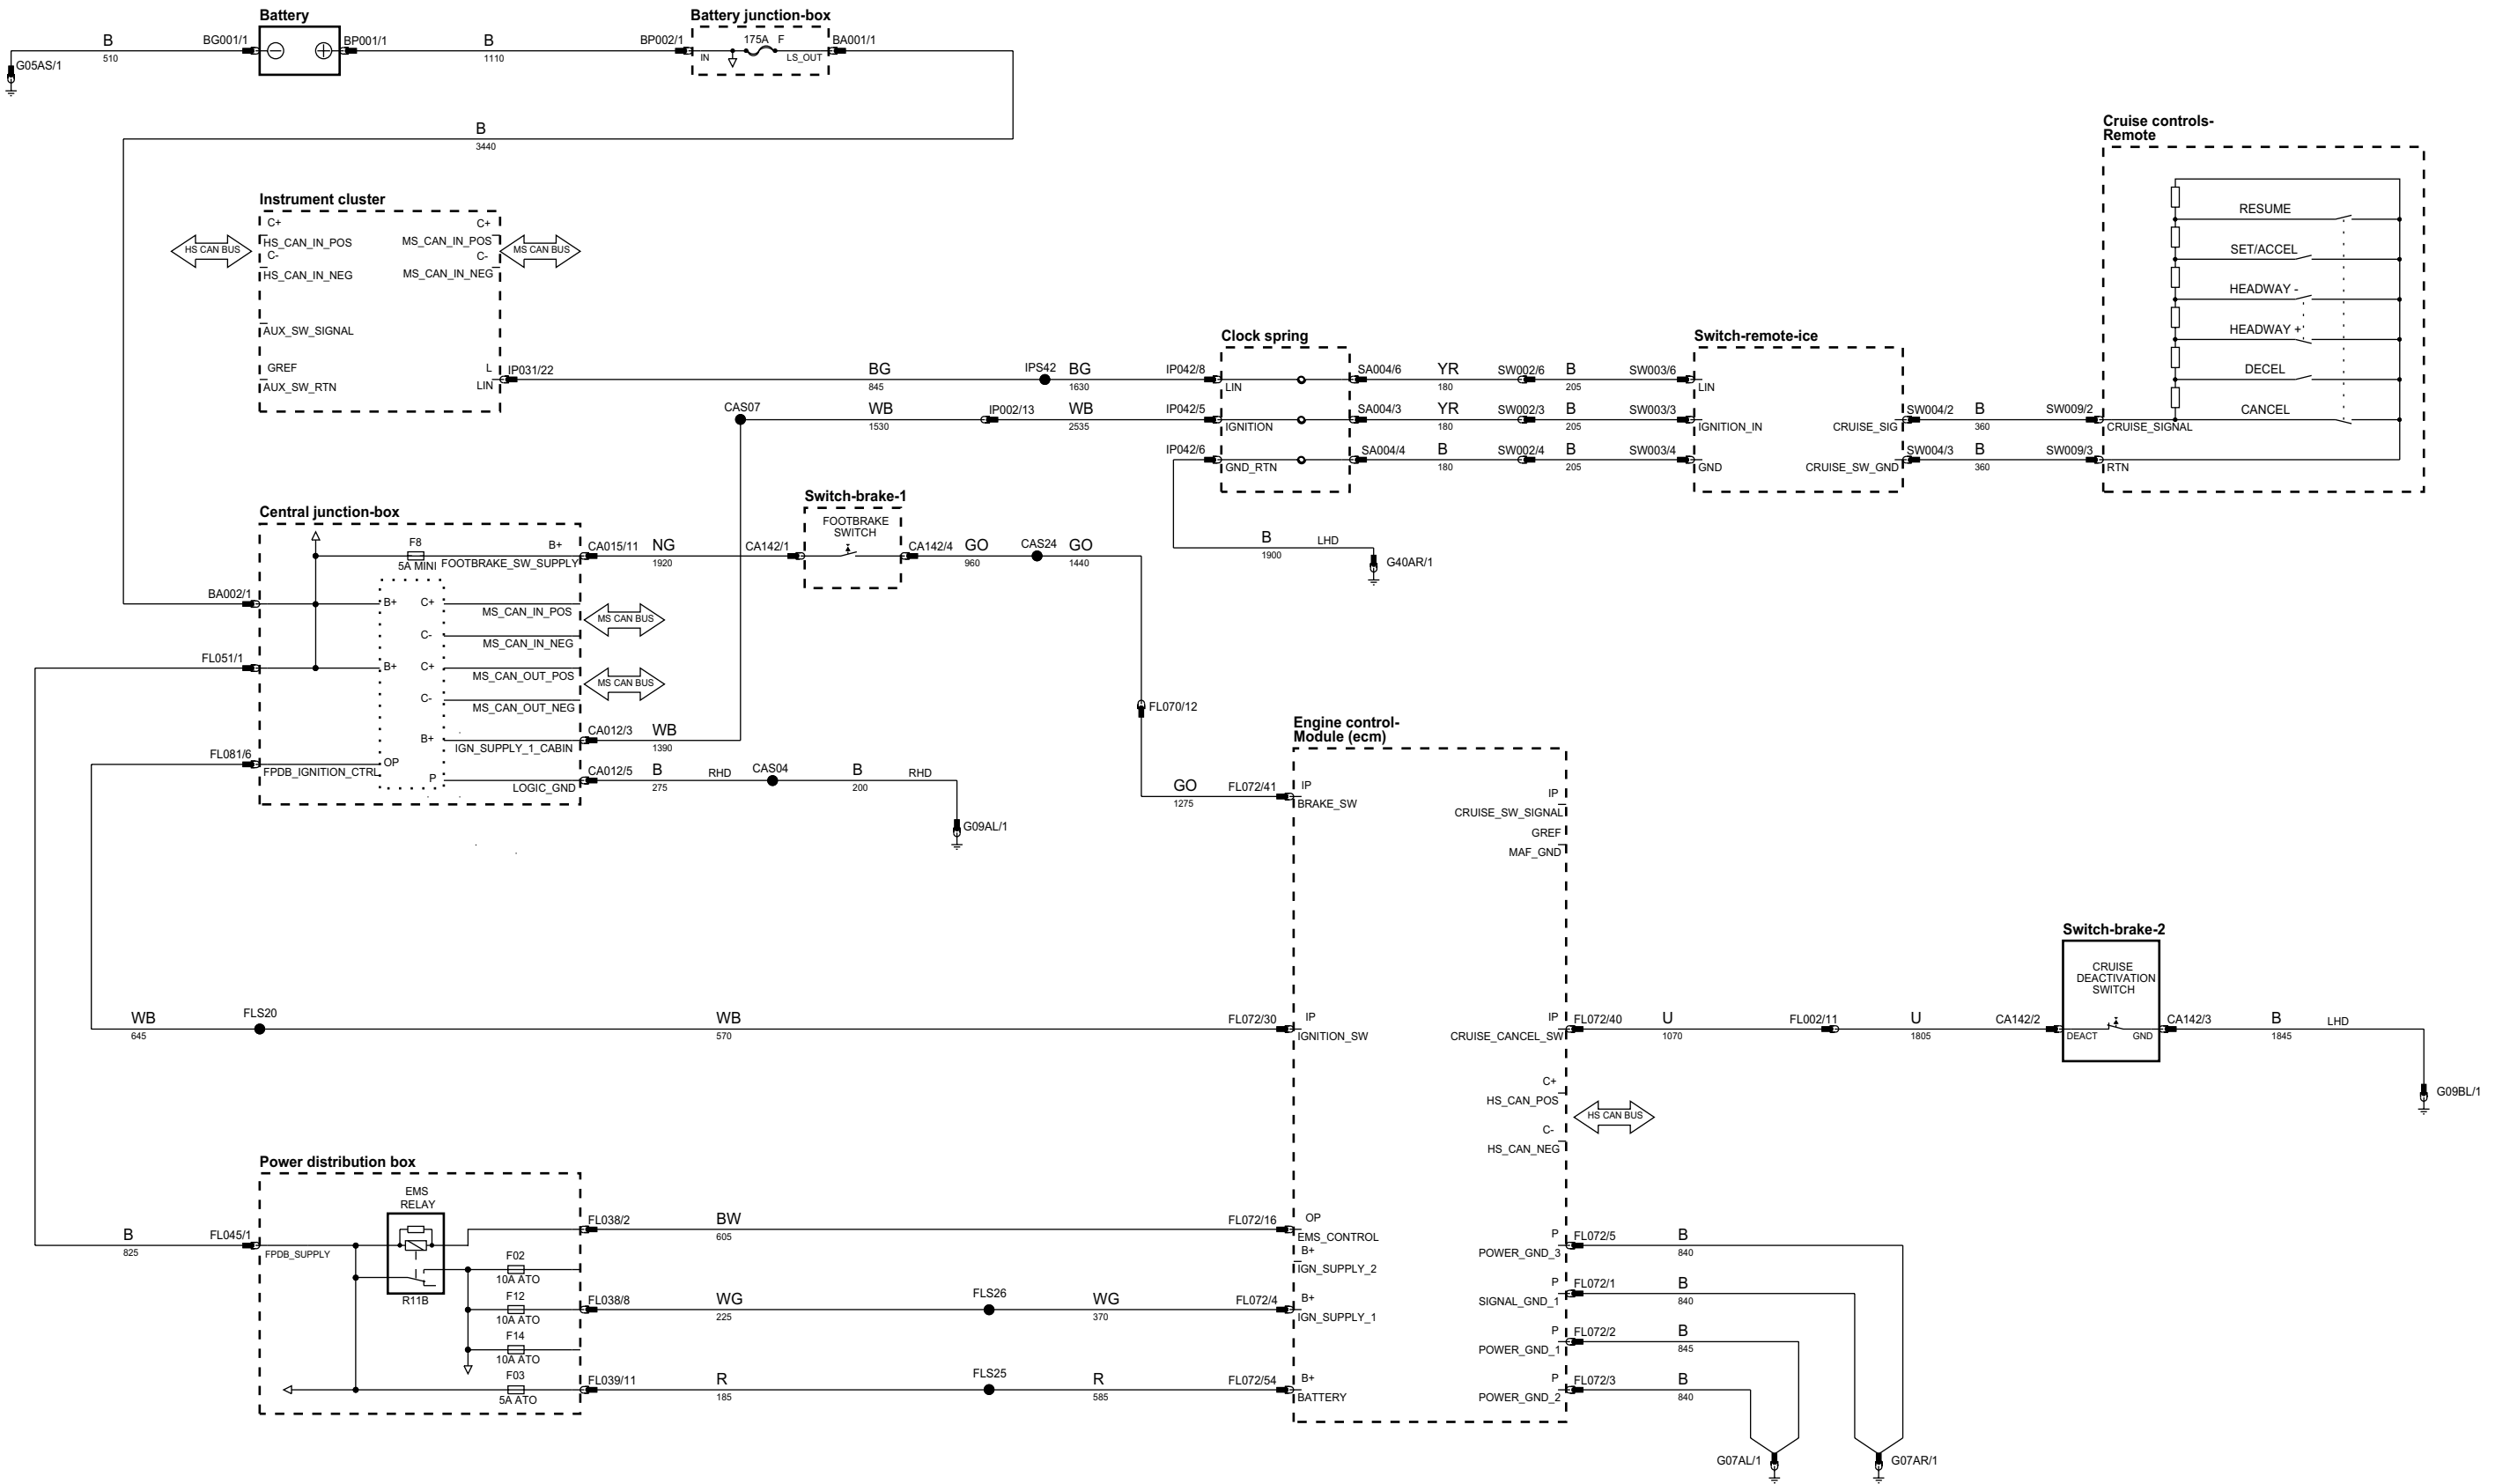 Battery
Battery junction-box
B
510
BG001/1
BP001/1
B
1110
BP002/1
175A F
IN
LS_OUT
BA001/1
G05AS/1
B
3440
Cruise controls-
Remote
RESUME
SET/ACCEL
HEADWAY -
HEADWAY +
DECEL
CANCEL
CRUISE_SIGNAL
RTN
Instrument cluster
C+
HS_CAN_IN_POS
C-
HS_CAN_IN_NEG
C+
MS_CAN_IN_POS
C-
MS_CAN_IN_NEG
HS CAN BUS
MS CAN BUS
AUX_SW_SIGNAL
GREF
AUX_SW_RTN
L
LIN
IP031/22
BG
845
IPS42
BG
1630
IP042/8
CAS07
WB
1530
IP002/13
WB
2535
IP042/5
IP042/6
Clock spring
LIN
IGNITION
GND_RTN
SA004/6
YR
180
SW002/6
B
205
SW003/6
SA004/3
YR
180
SW002/3
B
205
SW003/3
SA004/4
B
180
SW002/4
B
205
SW003/4
Switch-remote-ice
LIN
IGNITION_IN
GND
CRUISE_SIG
CRUISE_SW_GND
SW004/2
B
360
SW009/2
SW004/3
B
360
SW009/3
B
1900
LHD
G40AR/1
Central junction-box
F8
5A MINI
B+
FOOTBRAKE_SW_SUPPLY
CA015/11
NG
1920
CA142/1
Switch-brake-1
FOOTBRAKE
SWITCH
CA142/4
GO
960
CAS24
GO
1440
BA002/1
B+
C+
MS_CAN_IN_POS
C-
MS_CAN_IN_NEG
MS CAN BUS
FL051/1
B+
C+
MS_CAN_OUT_POS
C-
MS_CAN_OUT_NEG
MS CAN BUS
B+
IGN_SUPPLY_1_CABIN
CA012/3
WB
1390
FL081/6
FPDB_IGNITION_CTRL
OP
P
LOGIC_GND
CA012/5
B
275
RHD
CAS04
B
200
RHD
G09AL/1
FL070/12
GO
1275
FL072/41
Engine control-
Module (ecm)
IP
BRAKE_SW
IP
CRUISE_SW_SIGNAL
GREF
MAF_GND
WB
645
FLS20
WB
570
FL072/30
IP
IGNITION_SW
IP
CRUISE_CANCEL_SW
FL072/40
U
1070
FL002/11
U
1805
CA142/2
Switch-brake-2
CRUISE
DEACTIVATION
SWITCH
DEACT
GND
CA142/3
B
1845
LHD
G09BL/1
C+
HS_CAN_POS
C-
HS_CAN_NEG
HS CAN BUS
Power distribution box
EMS
RELAY
R11B
B
825
FL045/1
FPDB_SUPPLY
F02
10A ATO
F12
10A ATO
F14
10A ATO
F03
5A ATO
FL038/2
BW
605
FL072/16
OP
EMS_CONTROL
B+
IGN_SUPPLY_2
FL038/8
WG
225
FLS26
WG
370
FL072/4
B+
IGN_SUPPLY_1
FL039/11
R
185
FLS25
R
585
FL072/54
B+
BATTERY
P
POWER_GND_3
FL072/5
B
840
P
SIGNAL_GND_1
FL072/1
B
840
P
POWER_GND_1
FL072/2
B
845
P
POWER_GND_2
FL072/3
B
840
G07AL/1
G07AR/1